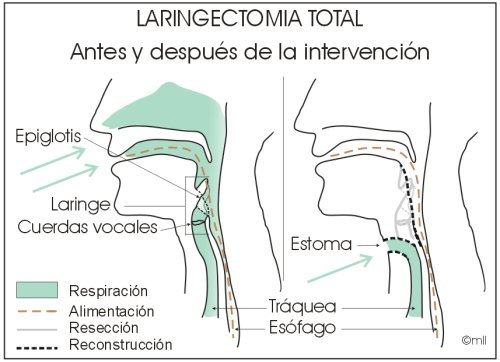 LARINGECTOMIA TOTAL
Antes y después de la intervención
Epiglotis
Laringe
Cuerdas vocales
Estoma
Tráquea
Esófago
Respiración
Alimentación
Resección
Reconstrucción
©mll